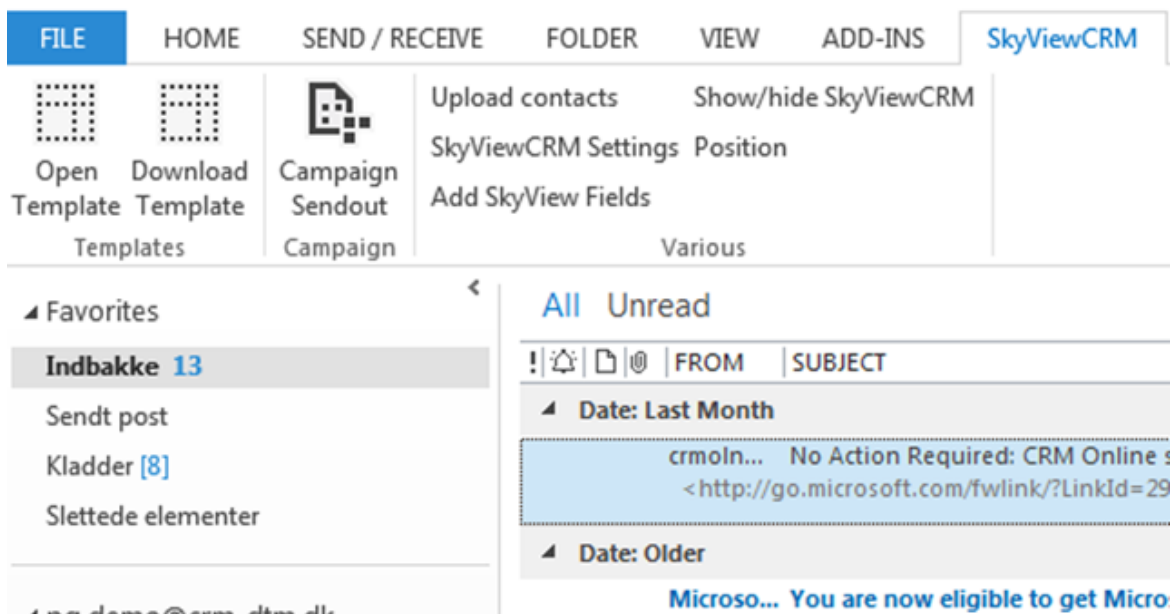 FILE HOME SEND / RECEIVE FOLDER VIEW ADD-INS SkyViewCRM
Open Template
Download Template
Campaign Sendout
Upload contacts
SkyViewCRM Settings
Add SkyView Fields
Show/hide SkyViewCRM
Position
Templates Campaign Various
Favorites
Indbakke 13
Sendt post
Kladder [8]
Slettede elementer
All Unread
! FROM SUBJECT
Date: Last Month
crmoIn... No Action Required: CRM Online
<http://go.microsoft.com/fwlink/?LinkId=29
Date: Older
Microso... You are now eligible to get Micro